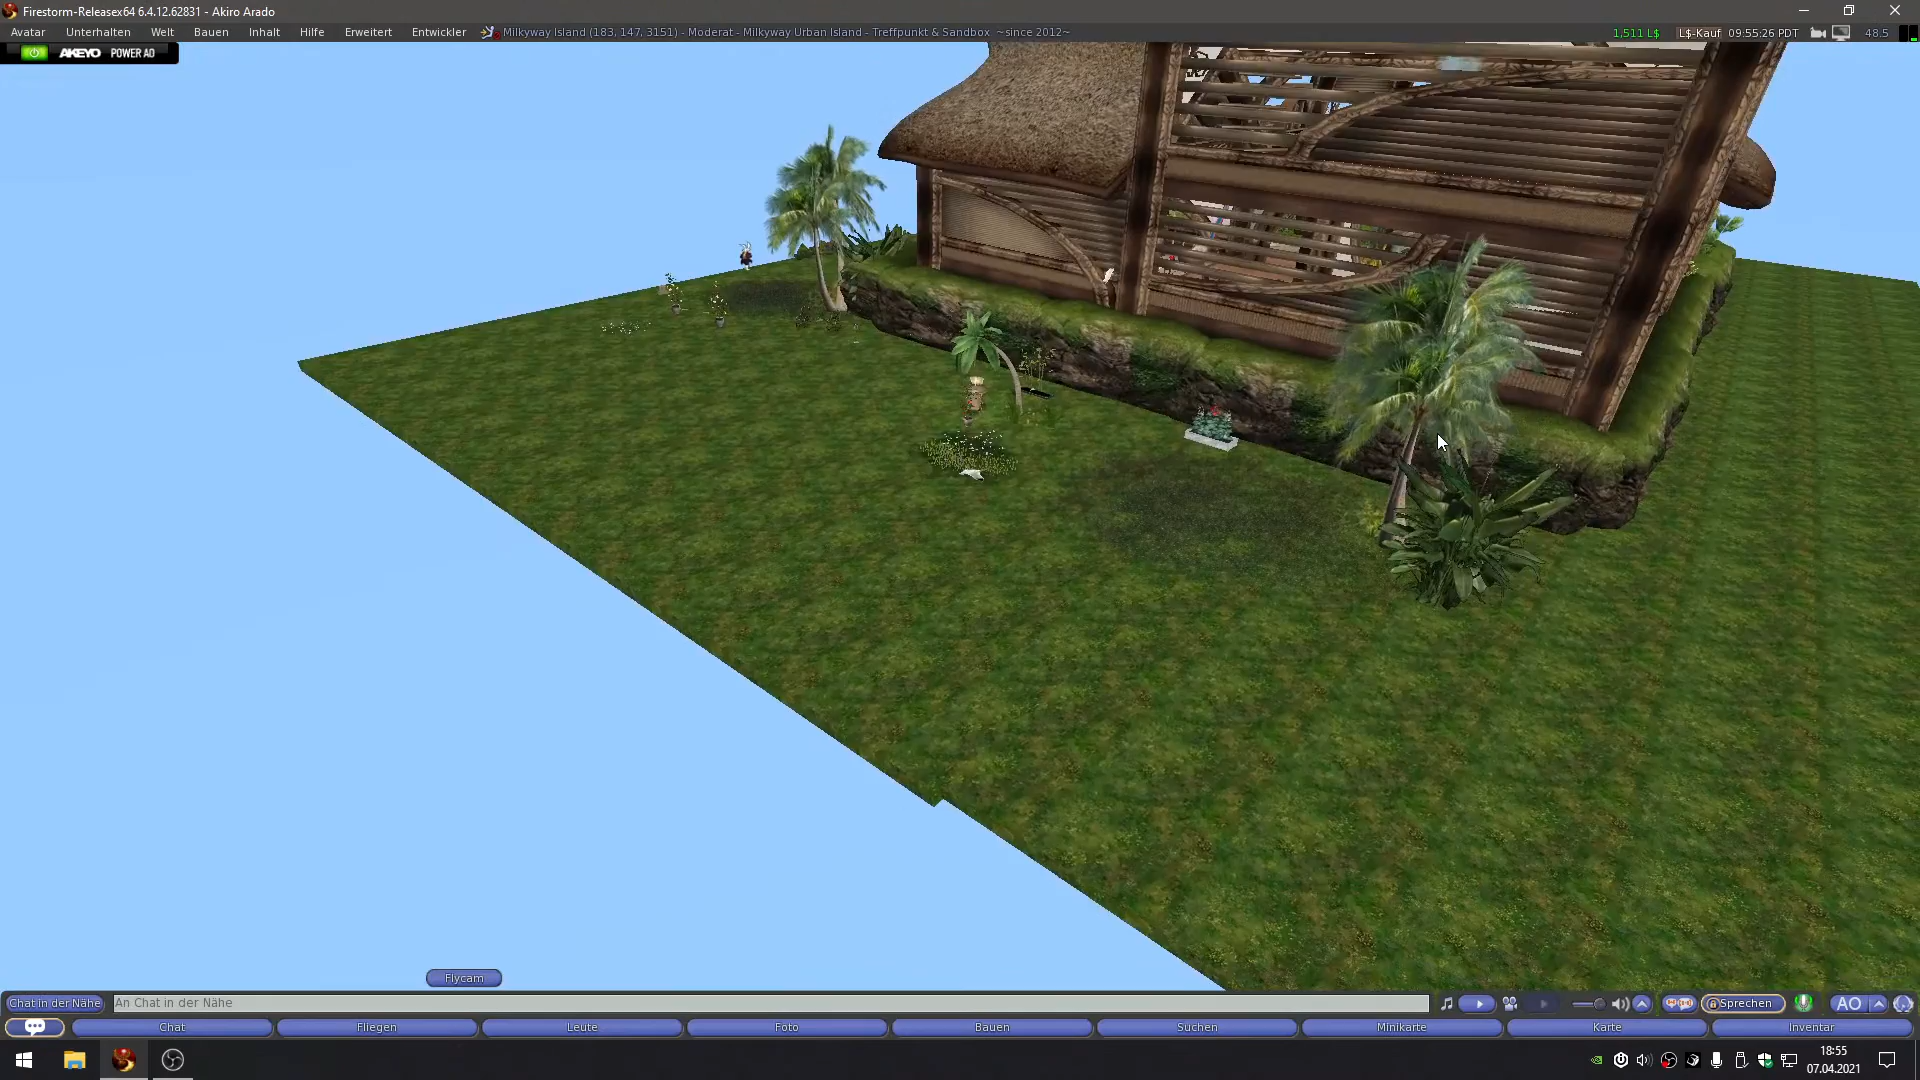 Firestorm-Releasex64 6.4.12.62831 - Akiro Arado
Avatar Unterhalten Welt Bauen Inhalt Hilfe Erweitert Entwickler Milkyway Island (183, 147, 3151) - Moderat - Milkyway Urban Island - Treffpunkt & Sandbox ~since 2012~ 1,511 L$ L$-Kauf 09:55:26 PDT 48.5
AKEYO POWER AO
Flycam
Chat in der Nähe An Chat in der Nähe Sprechen AO
Chat Fliegen Leute Foto Bauen Suchen Minikarte Karte Inventar
18:55
07.04.2021